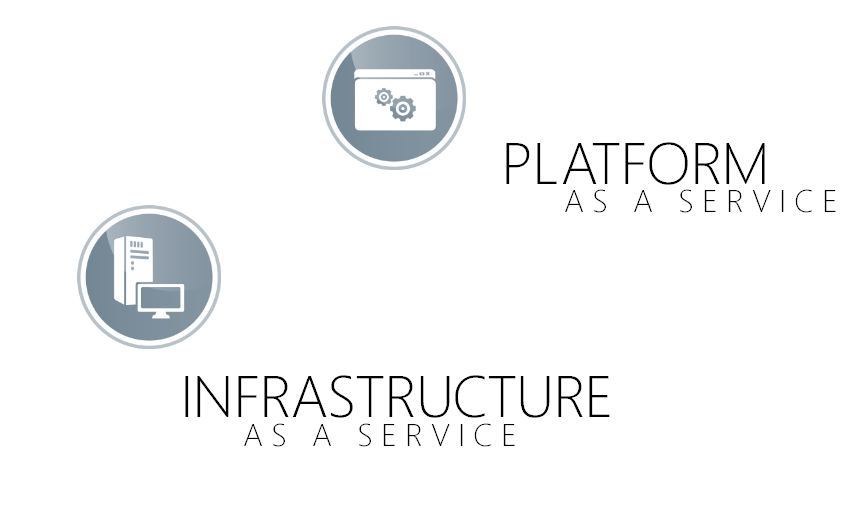 PLATFORM
AS A SERVICE
INFRASTRUCTURE
AS A SERVICE